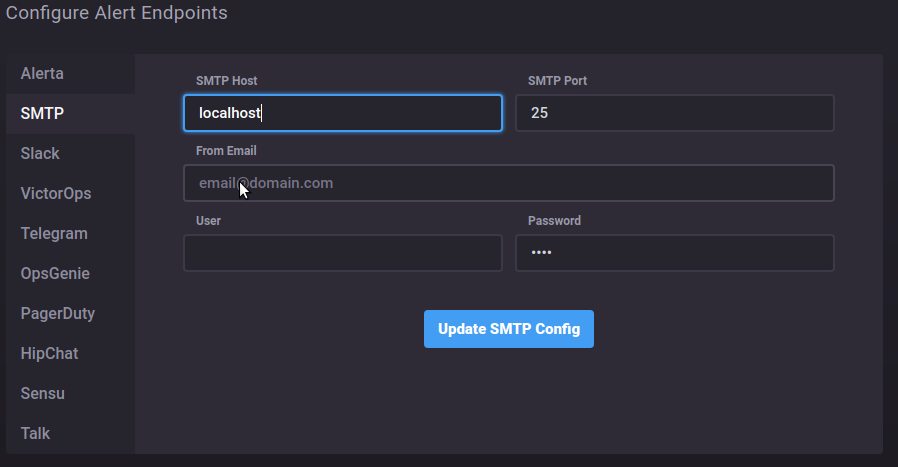 Configure Alert Endpoints
Alerta
SMTP
Slack
VictorOps
Telegram
OpsGenie
PagerDuty
HipChat
Sensu
Talk
SMTP Host
SMTP Port
localhost
25
From Email
email@domain.com
User
Password
••••
Update SMTP Config